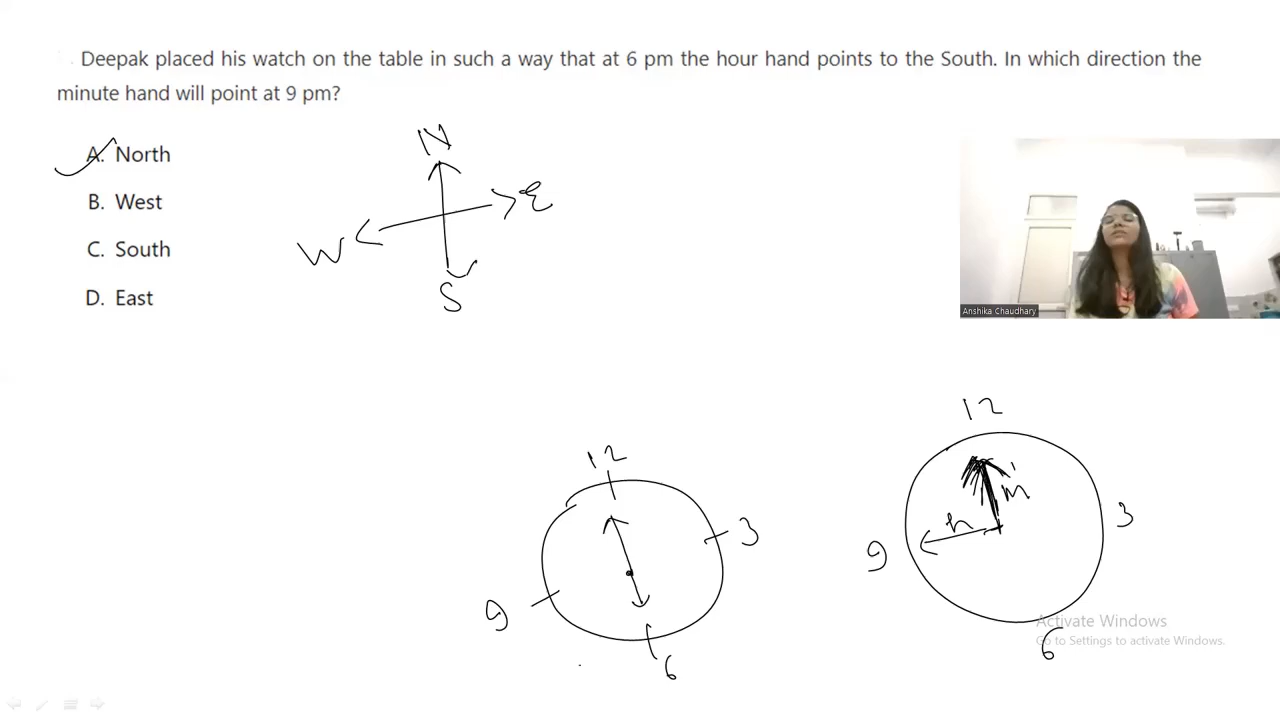 Deepak placed his watch on the table in such a way that at 6 pm the hour hand points to the South. In which direction the
minute hand will point at 9 pm?
A. North
B. West
C. South
D. East
N
E
W
S
Anshika Chaudhary
12
3
9
6
12
m
h
3
9
6
Activate Windows
Go to Settings to activate Windows.